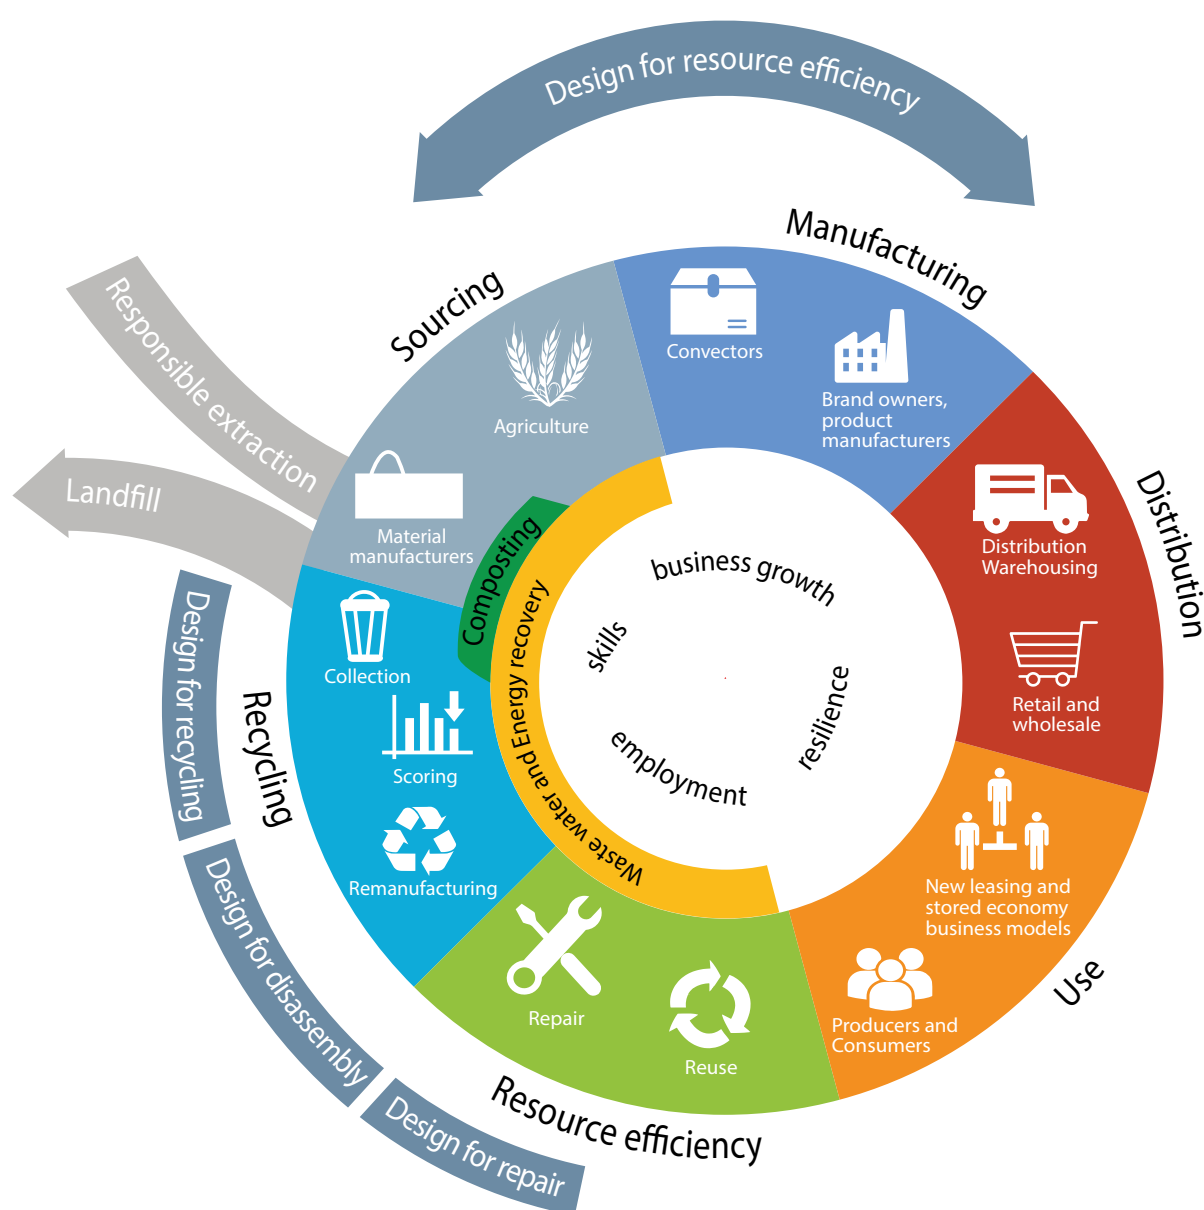 Design for resource efficiency
Manufacturing
Sourcing
Convectors
Brand owners,
product
manufacturers
Responsible extraction
Agriculture
Landfill
Material
manufacturers
Composting
Distribution
Distribution
Warehousing
Retail and
wholesale
business growth
skills
resilience
employment
Waste water and Energy recovery
Collection
Scoring
Remanufacturing
Recycling
Design for recycling
New leasing and
stored economy
business models
Producers and
Consumers
Use
Repair
Reuse
Resource efficiency
Design for disassembly
Design for repair